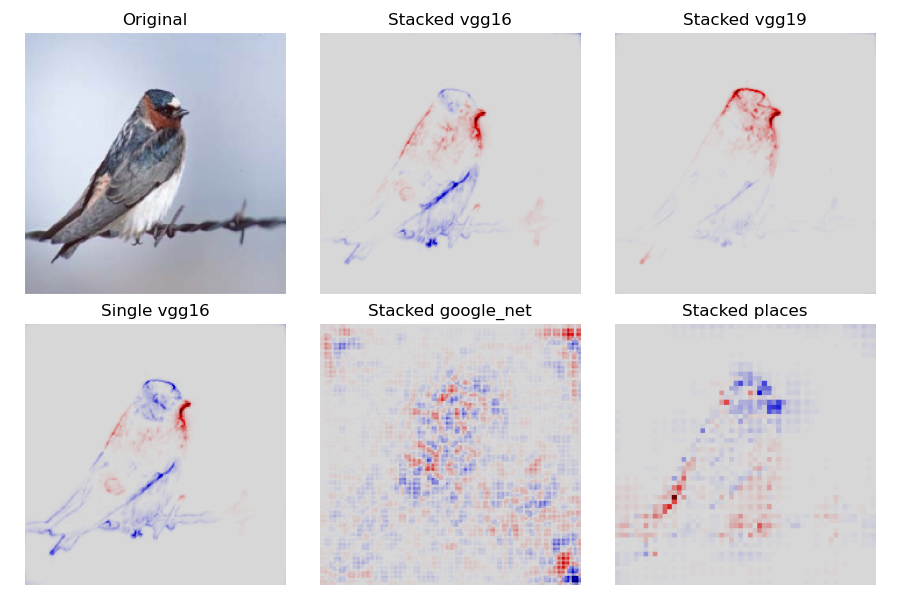 Original
Stacked vgg16
Stacked vgg19
Single vgg16
Stacked google_net
Stacked places